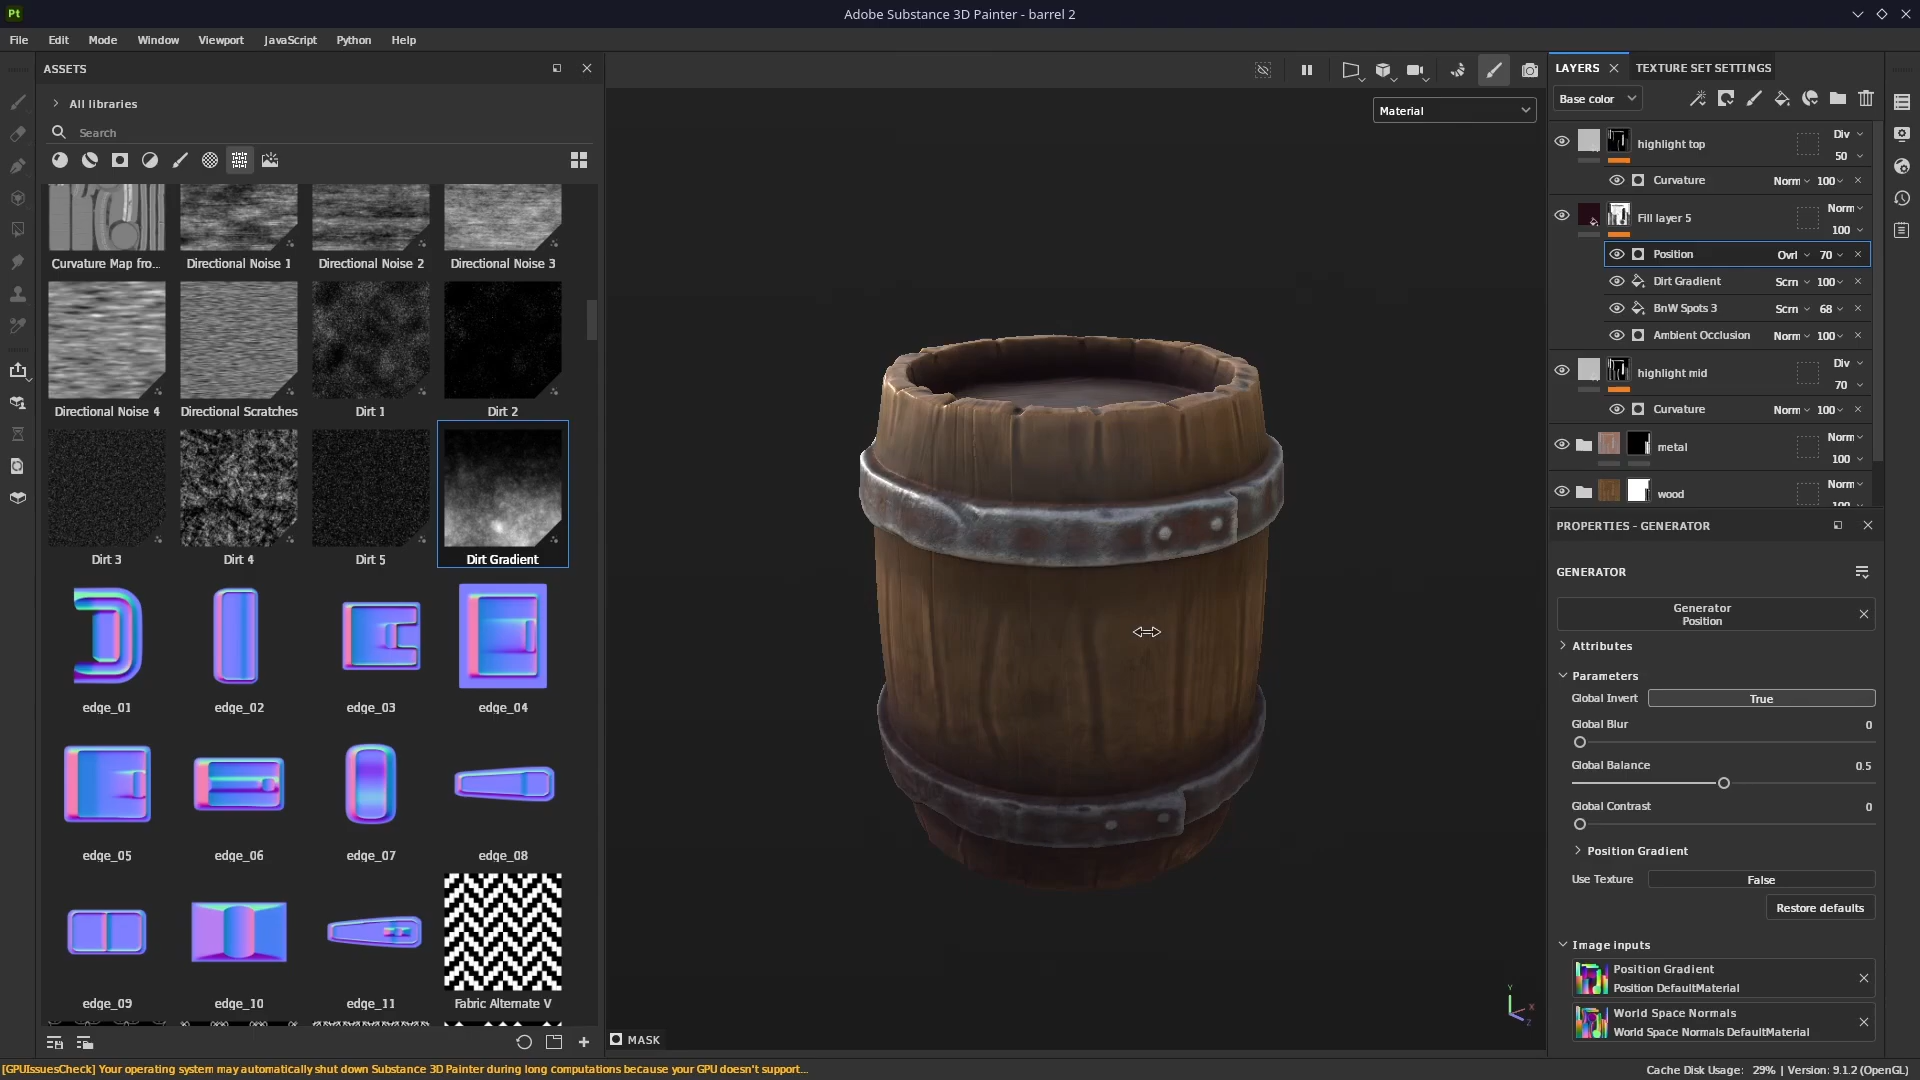 Pt
Adobe Substance 3D Painter - barrel 2
File Edit Mode Window Viewport JavaScript Python Help
ASSETS
All libraries
Search
Curvature Map fro... Directional Noise 1 Directional Noise 2 Directional Noise 3
Directional Noise 4 Directional Scratches Dirt 1 Dirt 2
Dirt 3 Dirt 4 Dirt 5 Dirt Gradient
edge_01 edge_02 edge_03 edge_04
edge_05 edge_06 edge_07 edge_08
edge_09 edge_10 edge_11 Fabric Alternate V
Material
Y
X
Z
MASK
LAYERS TEXTURE SET SETTINGS
Base color
highlight top Div
50
Curvature Norm 100
Fill layer 5 Norm
100
Position Ovrl 70
Dirt Gradient Scrn 100
BnW Spots 3 Scrn 68
Ambient Occlusion Norm 100
highlight mid Div
70
Curvature Norm 100
metal Norm
100
wood Norm
100
PROPERTIES - GENERATOR
GENERATOR
Generator
Position
Attributes
Parameters
Global Invert True
Global Blur 0
Global Balance 0.5
Global Contrast 0
Position Gradient
Use Texture False
Restore defaults
Image inputs
Position Gradient
Position DefaultMaterial
World Space Normals
World Space Normals DefaultMaterial
[GPUIssuesCheck] Your operating system may automatically shut down Substance 3D Painter during long computations because your GPU doesn't support...
Cache Disk Usage: 29% | Version: 9.1.2 (OpenGL)